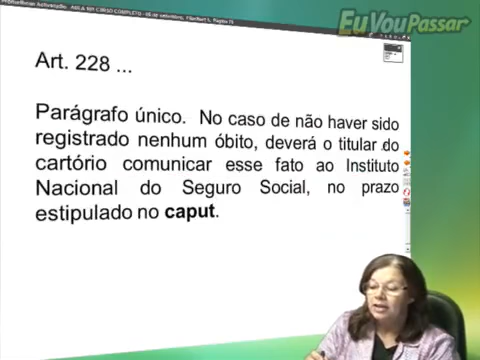 EuVouPassar
Art. 228 ...
Parágrafo único. No caso de não haver sido
registrado nenhum óbito, deverá o titular do
cartório comunicar esse fato ao Instituto
Nacional do Seguro Social, no prazo
estipulado no caput.